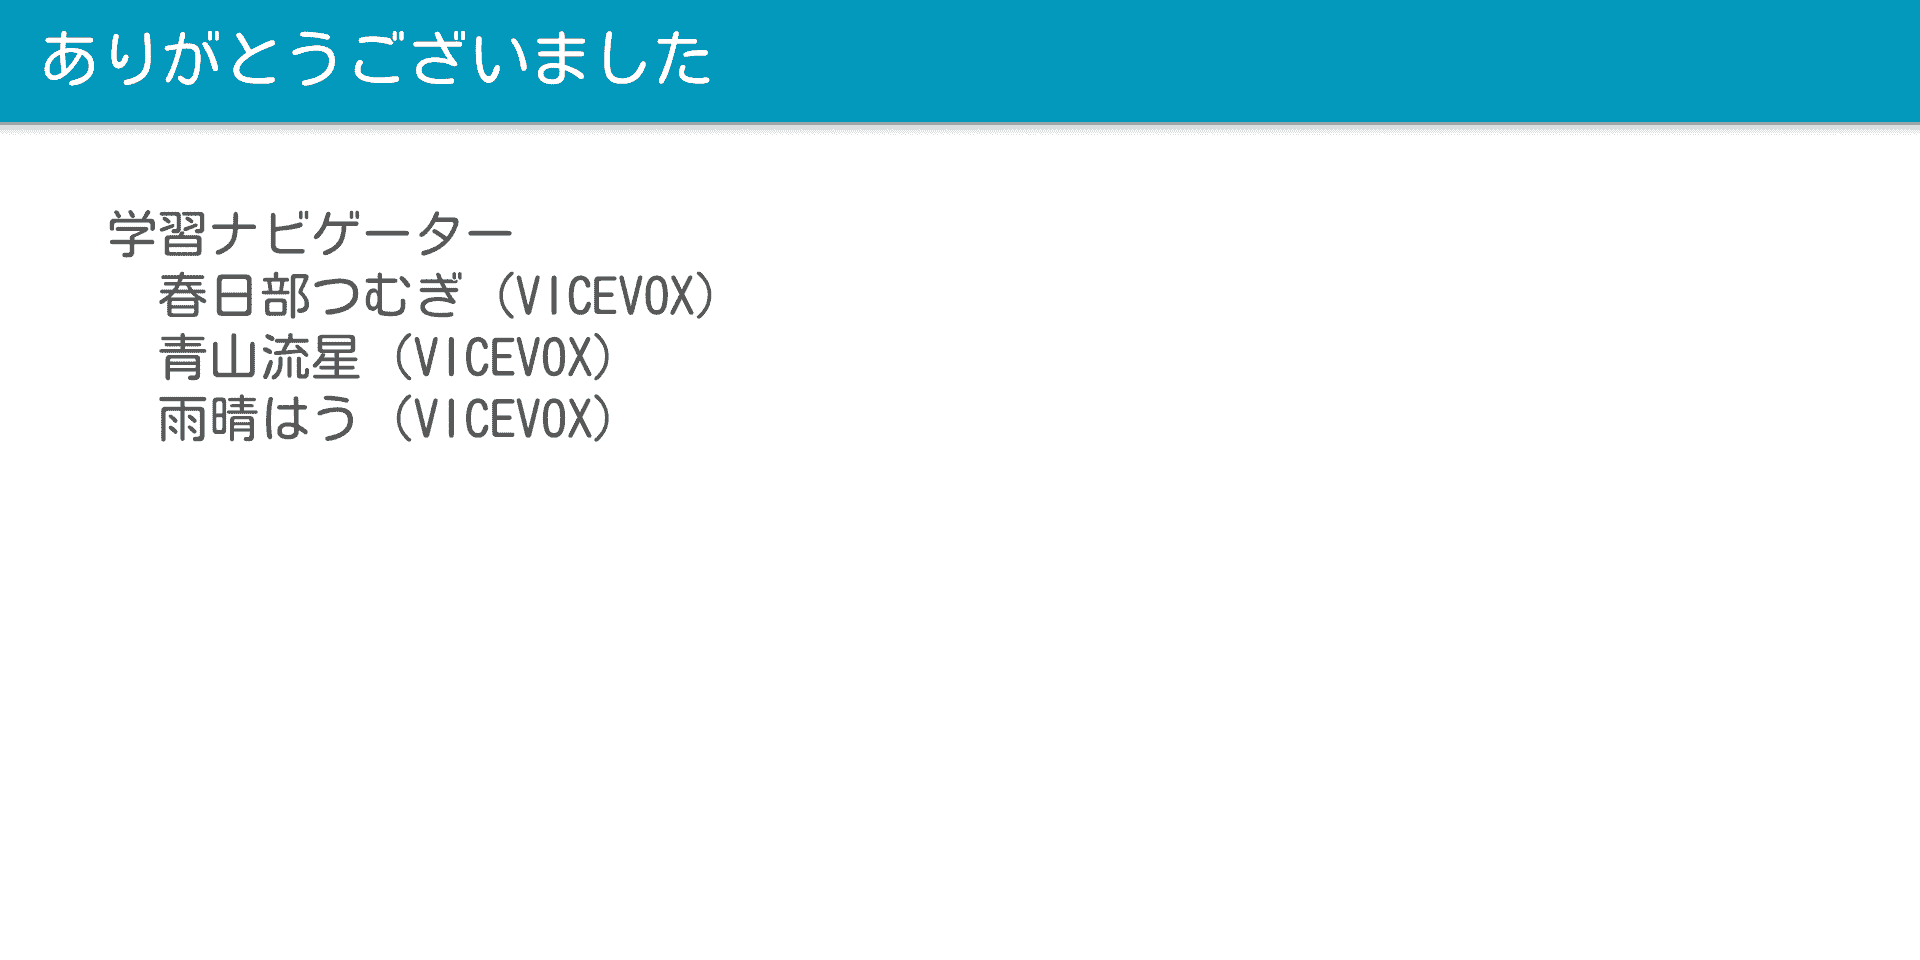 ありがとうございました
学習ナビゲーター
春日部つむぎ（VICEVOX）
青山流星（VICEVOX）
雨晴はう（VICEVOX）